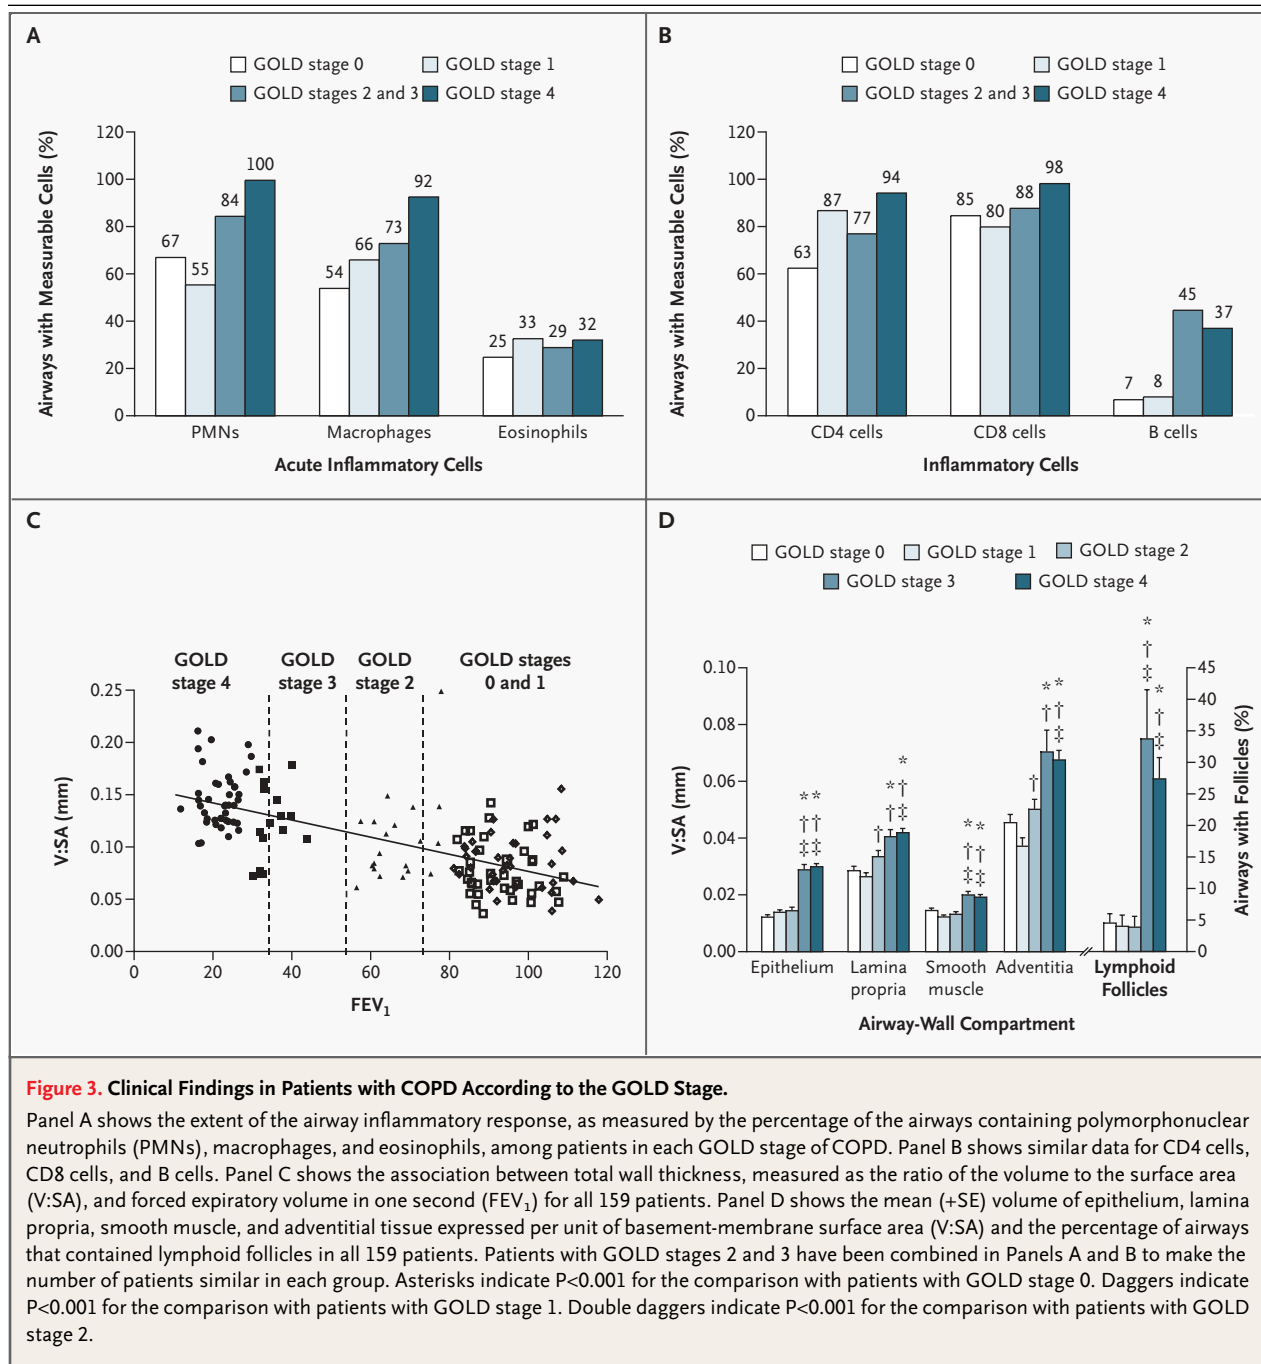 A
GOLD stage 0 GOLD stage 1
GOLD stages 2 and 3 GOLD stage 4
Airways with Measurable Cells (%)
120
100
80
60
40
20
0
67 55 84 100
54 66 73 92
25 33 29 32
PMNs Macrophages Eosinophils
Acute Inflammatory Cells
B
GOLD stage 0 GOLD stage 1
GOLD stages 2 and 3 GOLD stage 4
Airways with Measurable Cells (%)
120
100
80
60
40
20
0
63 87 77 94
85 80 88 98
7 8 45 37
CD4 cells CD8 cells B cells
Inflammatory Cells
C
GOLD stage 4
GOLD stage 3
GOLD stage 2
GOLD stages 0 and 1
V:SA (mm)
0.25
0.20
0.15
0.10
0.05
0.00
0 20 40 60 80 100 120
FEV1
D
GOLD stage 0 GOLD stage 1 GOLD stage 2
GOLD stage 3 GOLD stage 4
V:SA (mm)
0.10
0.08
0.06
0.04
0.02
0.00
* * * * * * * * * *
† † † † † † † † † † † †
‡ ‡ ‡ ‡ ‡ ‡ ‡ ‡ ‡
45
40
35
30
25
20
15
10
5
0
Airways with Follicles (%)
Epithelium Lamina propria Smooth muscle Adventitia Lymphoid Follicles
Airway-Wall Compartment
Figure 3. Clinical Findings in Patients with COPD According to the GOLD Stage.
Panel A shows the extent of the airway inflammatory response, as measured by the percentage of the airways containing polymorphonuclear
neutrophils (PMNs), macrophages, and eosinophils, among patients in each GOLD stage of COPD. Panel B shows similar data for CD4 cells,
CD8 cells, and B cells. Panel C shows the association between total wall thickness, measured as the ratio of the volume to the surface area
(V:SA), and forced expiratory volume in one second (FEV1) for all 159 patients. Panel D shows the mean (+SE) volume of epithelium, lamina
propria, smooth muscle, and adventitial tissue expressed per unit of basement-membrane surface area (V:SA) and the percentage of airways
that contained lymphoid follicles in all 159 patients. Patients with GOLD stages 2 and 3 have been combined in Panels A and B to make the
number of patients similar in each group. Asterisks indicate P<0.001 for the comparison with patients with GOLD stage 0. Daggers indicate
P<0.001 for the comparison with patients with GOLD stage 1. Double daggers indicate P<0.001 for the comparison with patients with GOLD
stage 2.